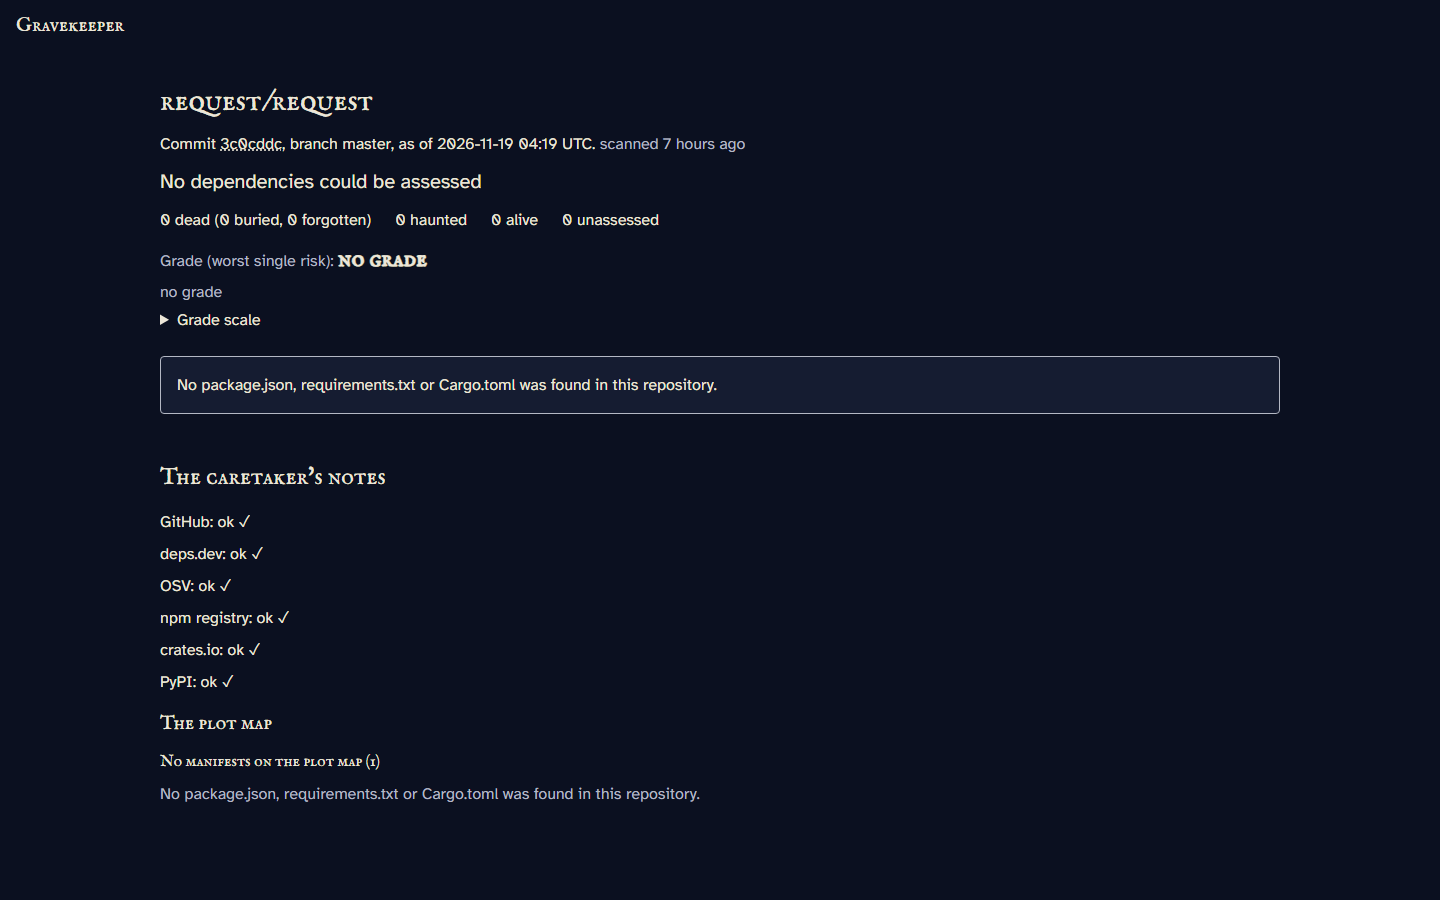 Gravekeeper
request/request
Commit 3c0cddc, branch master, as of 2026-11-19 04:19 UTC. scanned 7 hours ago
No dependencies could be assessed
0 dead (0 buried, 0 forgotten) 0 haunted 0 alive 0 unassessed
Grade (worst single risk): NO GRADE
no grade
▶ Grade scale
No package.json, requirements.txt or Cargo.toml was found in this repository.
The caretaker’s notes
GitHub: ok ✓
deps.dev: ok ✓
OSV: ok ✓
npm registry: ok ✓
crates.io: ok ✓
PyPI: ok ✓
The plot map
No manifests on the plot map (1)
No package.json, requirements.txt or Cargo.toml was found in this repository.